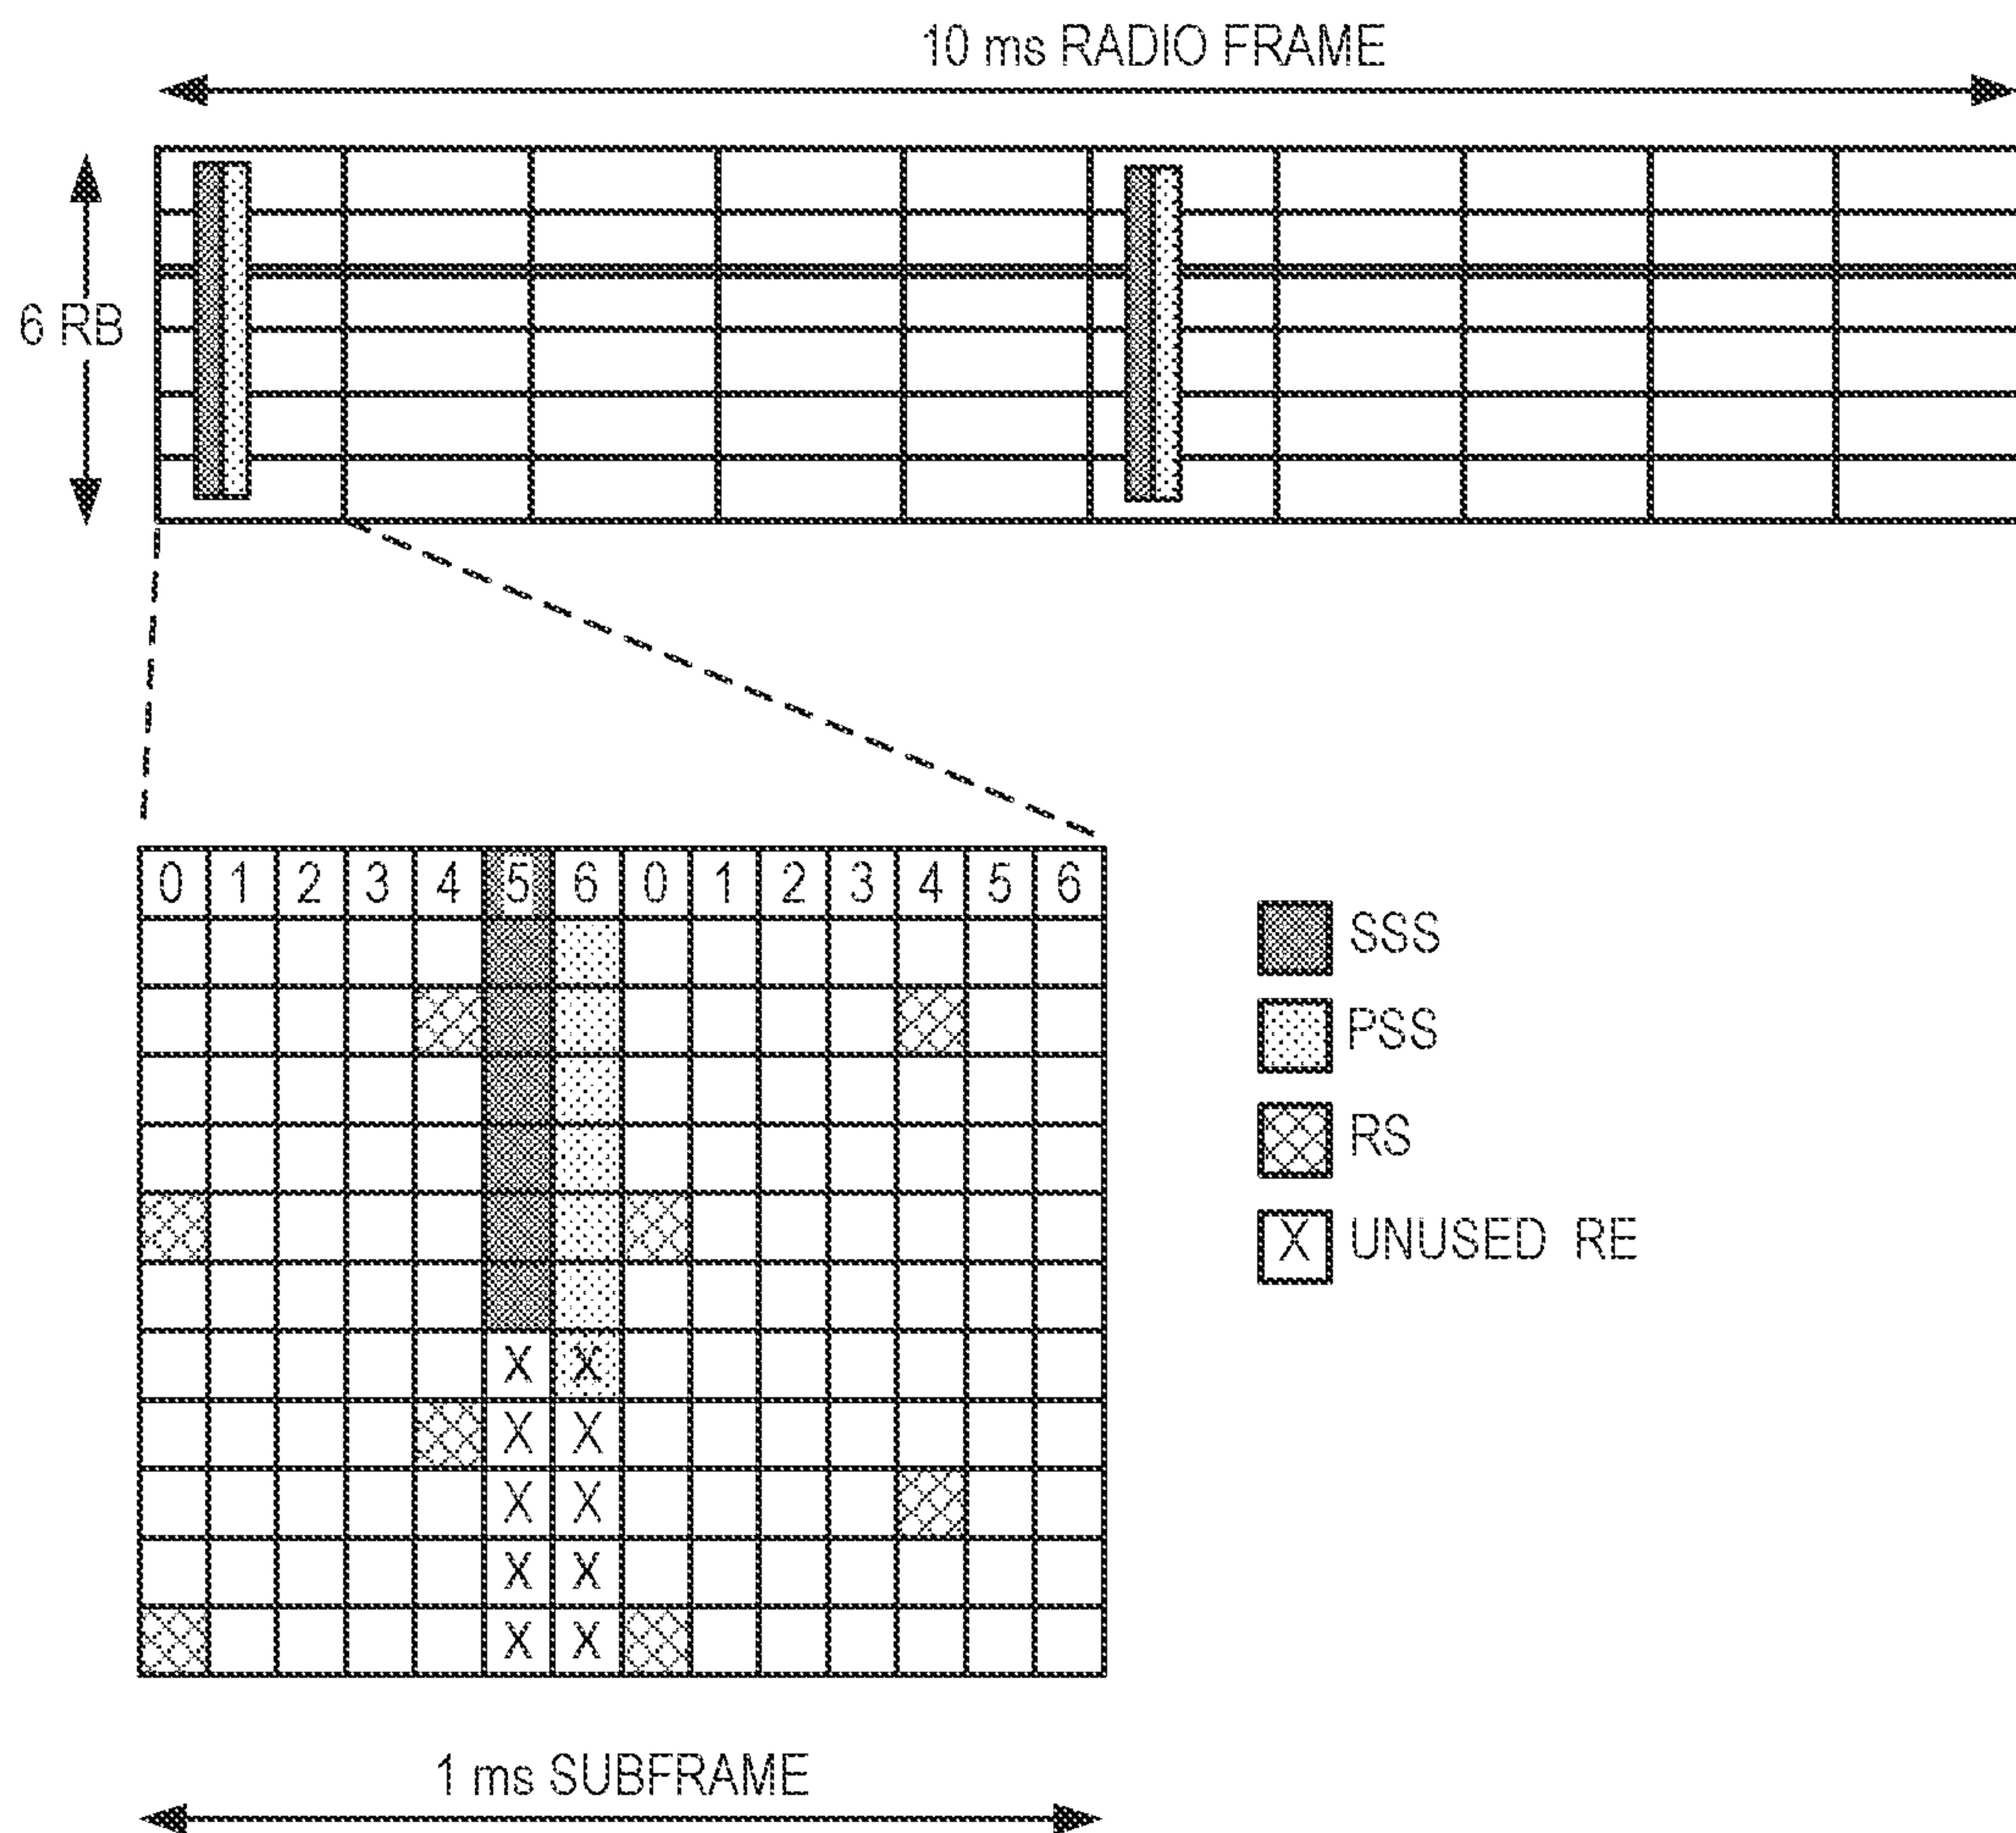 10 ms RADIO FRAME
6 RB
0 1 2 3 4 5 6 0 1 2 3 4 5 6
SSS
PSS
RS
X UNUSED RE
X X
X X
X X
X X
X X
1 ms SUBFRAME